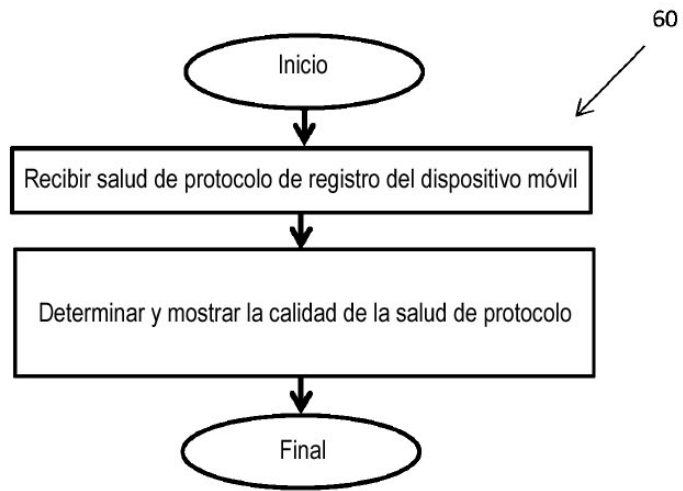 60
Inicio
Recibir salud de protocolo de registro del dispositivo móvil
Determinar y mostrar la calidad de la salud de protocolo
Final